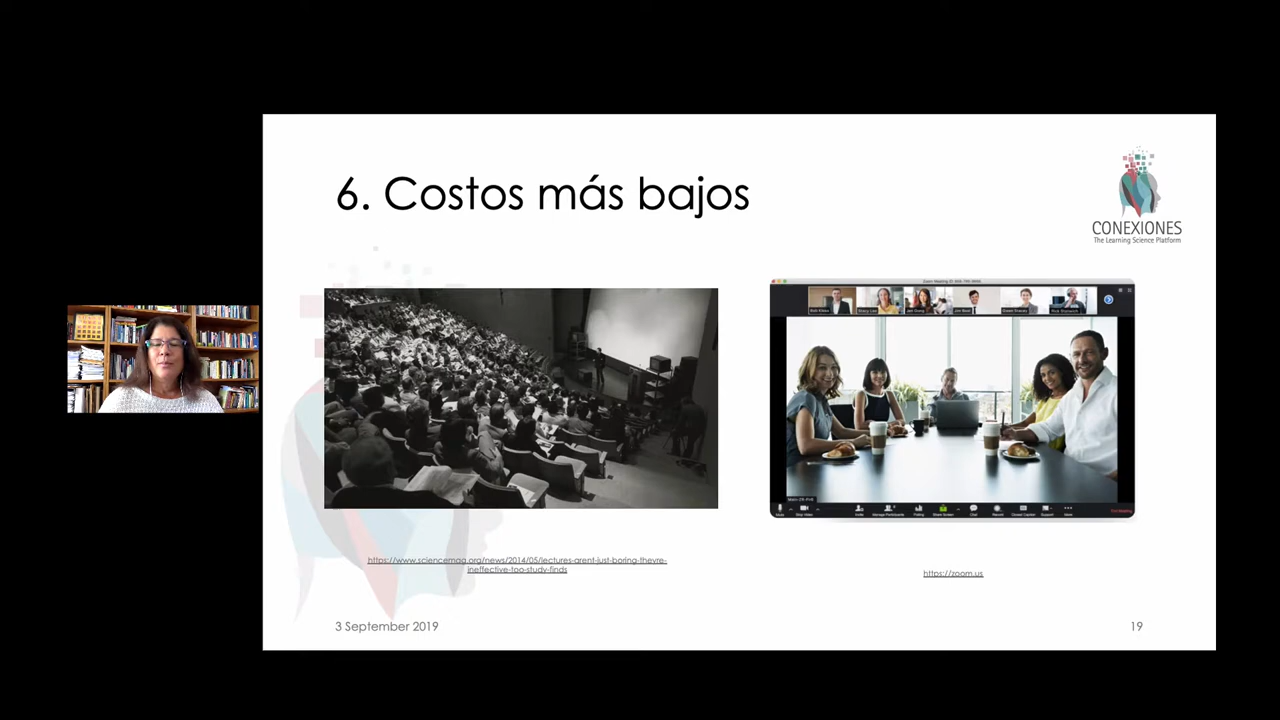 6. Costos más bajos
CONEXIONES
The Learning Science Platform
https://www.sciencemag.org/news/2014/05/lectures-arent-just-boring-theyre-
ineffective-too-study-finds
https://zoom.us
3 September 2019
19